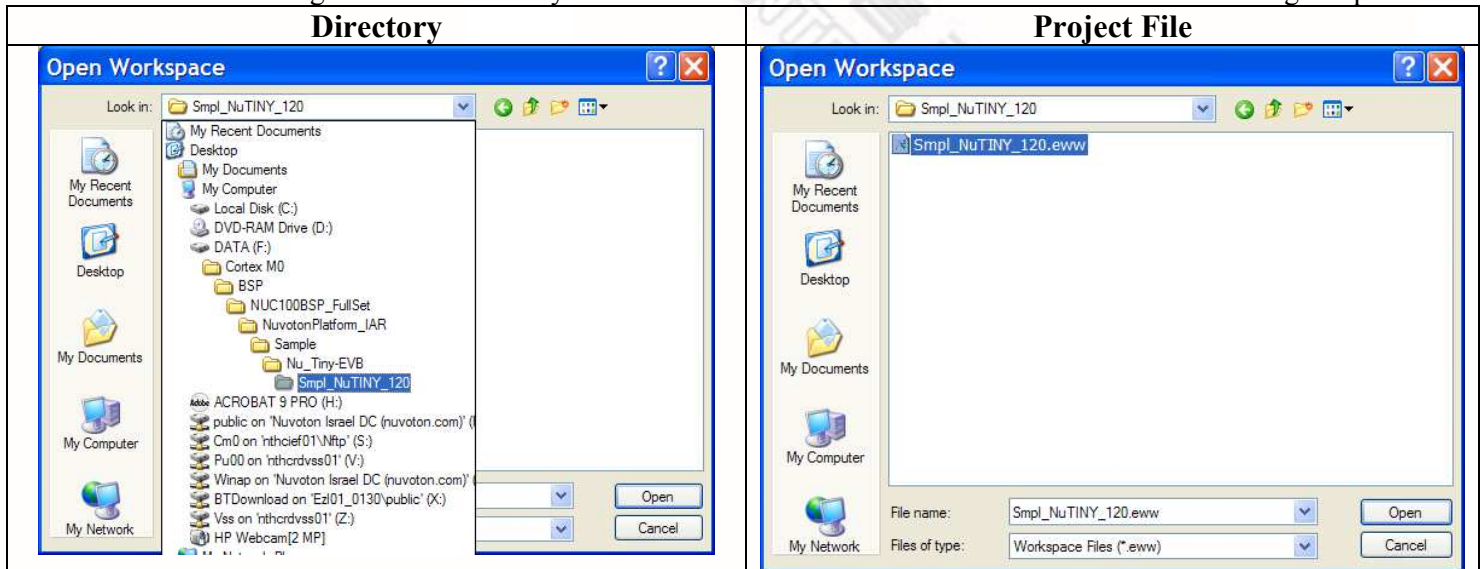 Directory
Project File
Open Workspace
Look in: Smpl_NuTINY_120
My Recent Documents
Desktop
My Documents
My Computer
Local Disk (C:)
DVD-RAM Drive (D:)
DATA (F:)
Cortex M0
BSP
NUC100BSP_FullSet
NuvotonPlatform_IAR
Sample
Nu_Tiny-EVB
Smpl_NuTINY_120
ACROBAT 9 PRO (H:)
public on 'Nuvoton Israel DC (nuvoton.com)' (
Cm0 on 'nthcief01\Nftp' (S:)
Pu00 on 'nthcrdvss01' (V:)
Winap on 'Nuvoton Israel DC (nuvoton.com)' (
BTDownload on 'Ezl01_0130\public' (X:)
Vss on 'nthcrdvss01' (Z:)
HP Webcam[2 MP]
My Recent
Documents
Desktop
My Documents
My Computer
My Network
Open
Cancel
Open Workspace
Look in: Smpl_NuTINY_120
Smpl_NuTINY_120.eww
My Recent
Documents
Desktop
My Documents
My Computer
My Network
File name: Smpl_NuTINY_120.eww
Open
Files of type: Workspace Files (*.eww)
Cancel